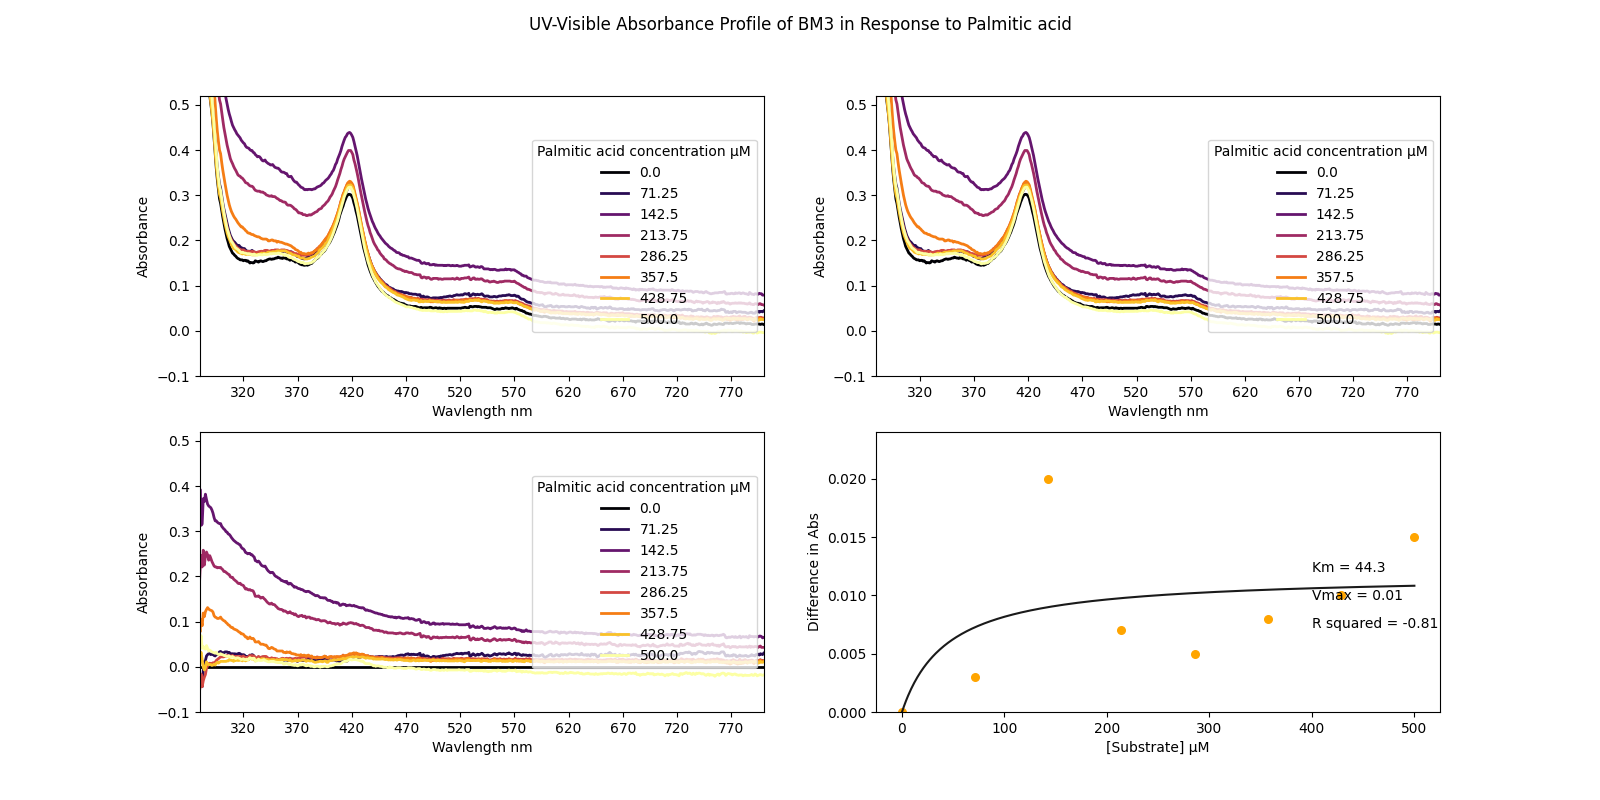 UV-Visible Absorbance Profile of BM3 in Response to Palmitic acid
0.5
0.4
0.3
0.2
0.1
0.0
−0.1
Absorbance
320 370 420 470 520 570 620 670 720 770
Wavlength nm
Palmitic acid concentration μM
0.0
71.25
142.5
213.75
286.25
357.5
428.75
500.0
0.5
0.4
0.3
0.2
0.1
0.0
−0.1
Absorbance
320 370 420 470 520 570 620 670 720 770
Wavlength nm
Palmitic acid concentration μM
0.0
71.25
142.5
213.75
286.25
357.5
428.75
500.0
0.5
0.4
0.3
0.2
0.1
0.0
−0.1
Absorbance
320 370 420 470 520 570 620 670 720 770
Wavlength nm
Palmitic acid concentration μM
0.0
71.25
142.5
213.75
286.25
357.5
428.75
500.0
0.020
0.015
0.010
0.005
0.000
Difference in Abs
Km = 44.3
Vmax = 0.01
R squared = -0.81
0 100 200 300 400 500
[Substrate] μM